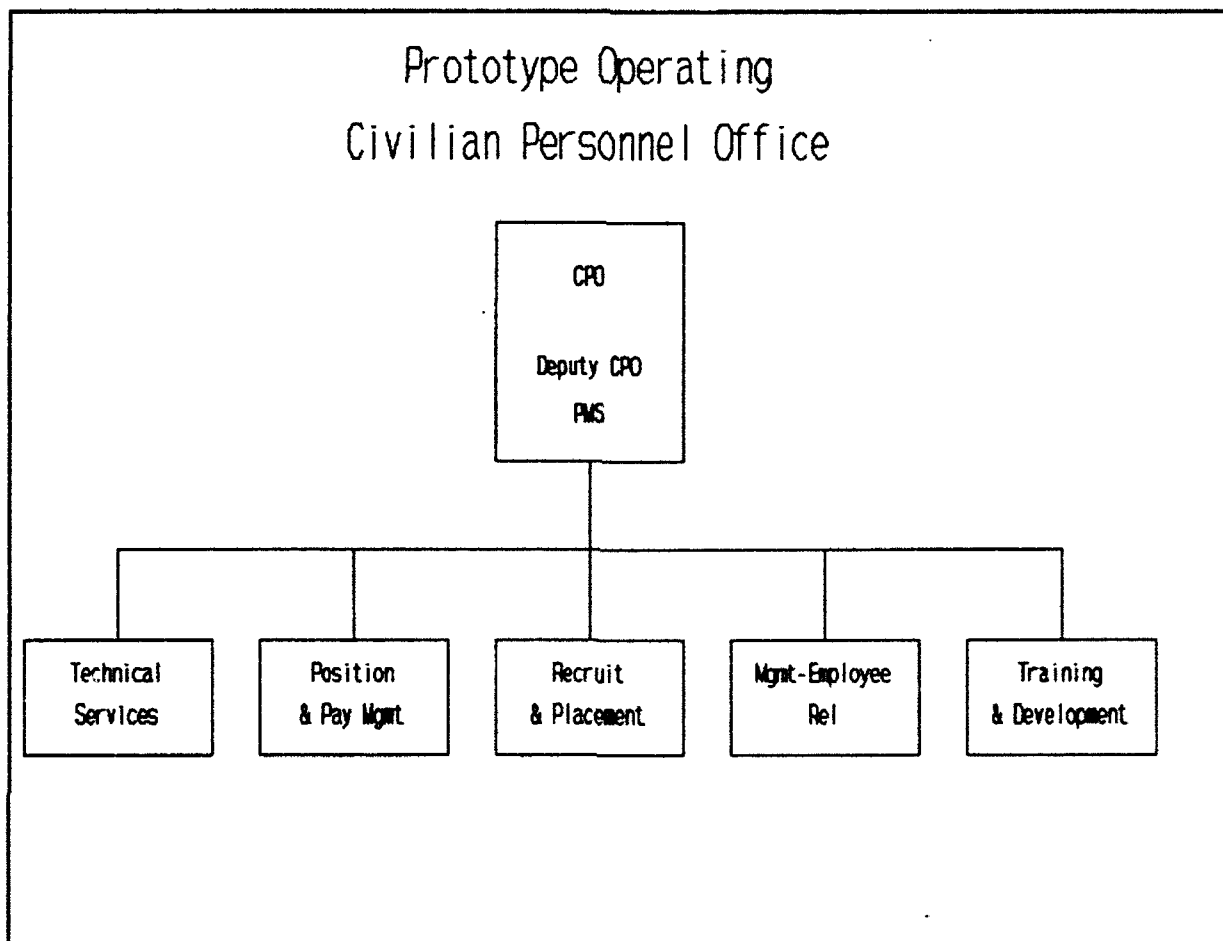 Prototype Operating
Civilian Personnel Office
CPO
Deputy CPO
PMS
Technical
Services
Position
& Pay Mgmt
Recruit
& Placement
Mgmt-Employee
Rel
Training
& Development